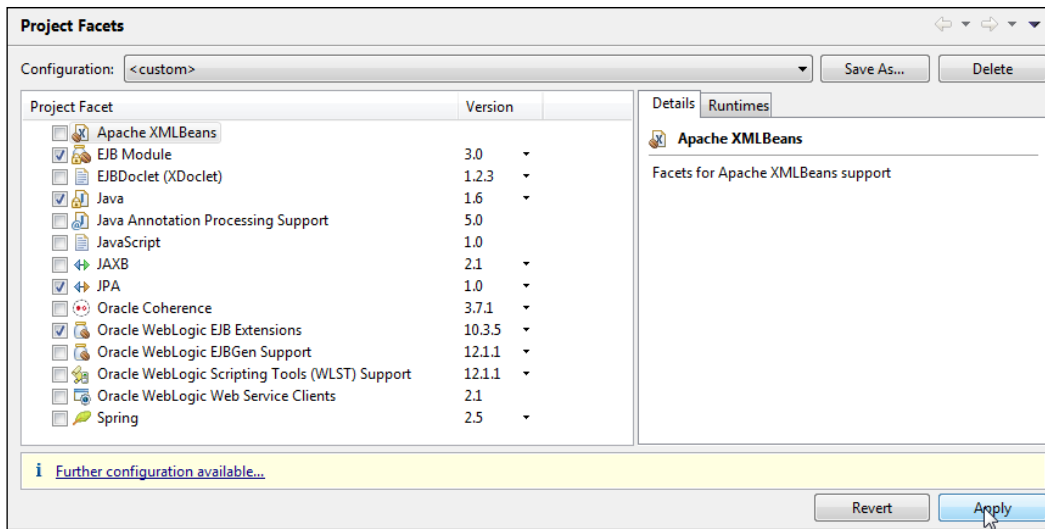 Project Facets
Configuration: <custom> Save As... Delete
Project Facet Version
Apache XMLBeans
EJB Module 3.0
EJBDoclet (XDoclet) 1.2.3
Java 1.6
Java Annotation Processing Support 5.0
JavaScript 1.0
JAXB 2.1
JPA 1.0
Oracle Coherence 3.7.1
Oracle WebLogic EJB Extensions 10.3.5
Oracle WebLogic EJBGen Support 12.1.1
Oracle WebLogic Scripting Tools (WLST) Support 12.1.1
Oracle WebLogic Web Service Clients 2.1
Spring 2.5
Details Runtimes
Apache XMLBeans
Facets for Apache XMLBeans support
i Further configuration available...
Revert Apply